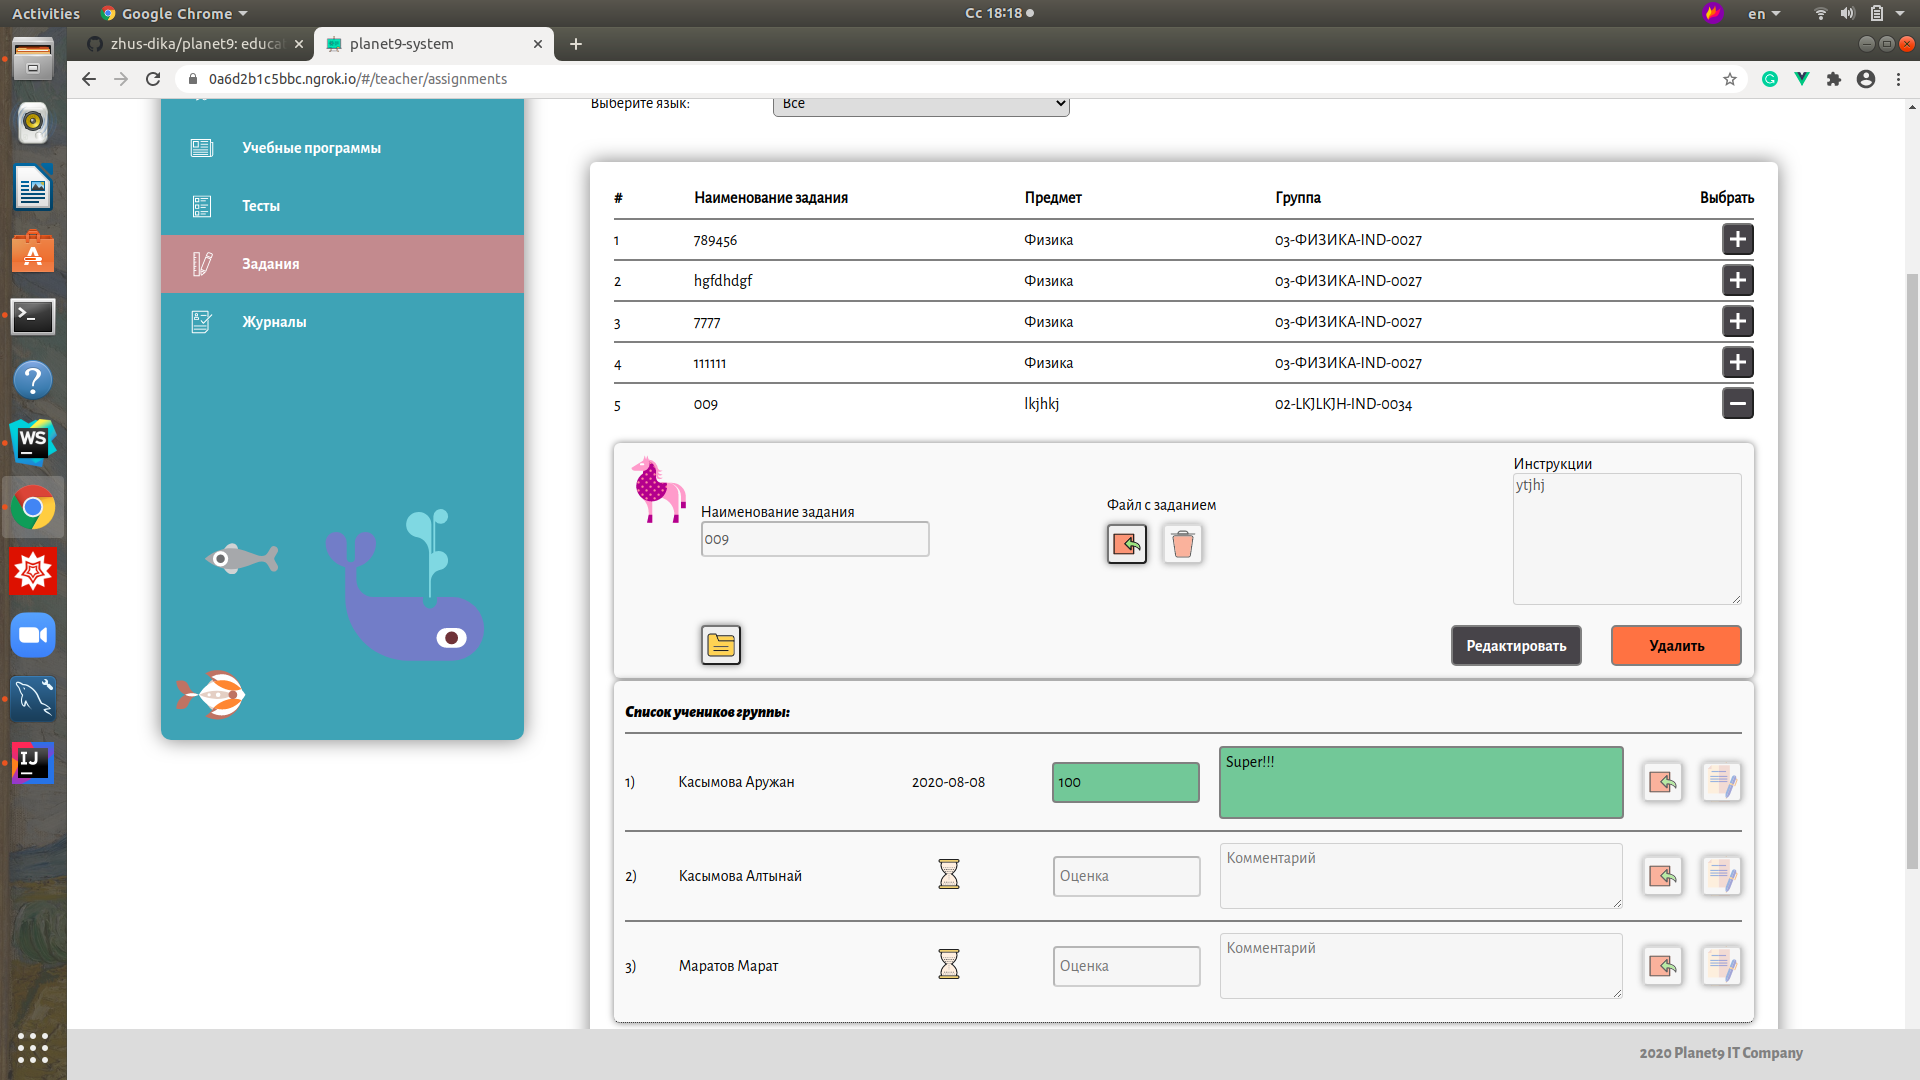 Activities Google Chrome Сс 18:18 en
zhus-dika/planet9: educat planet9-system
0a6d2b1c5bbc.ngrok.io/#/teacher/assignments
Выберите язык: Все
Учебные программы
Тесты
Задания
Журналы
# Наименование задания Предмет Группа Выбрать
1 789456 Физика 03-ФИЗИКА-IND-0027
2 hgfdhdgf Физика 03-ФИЗИКА-IND-0027
3 7777 Физика 03-ФИЗИКА-IND-0027
4 111111 Физика 03-ФИЗИКА-IND-0027
5 009 lkjhkj 02-LKJLKJH-IND-0034
Инструкции
ytjhj
Файл с заданием
Наименование задания
009
Редактировать Удалить
Список учеников группы:
1) Касымова Аружан 2020-08-08 100 Super!!!
2) Касымова Алтынай Оценка Комментарий
3) Маратов Марат Оценка Комментарий
2020 Planet9 IT Company
WS
IJ